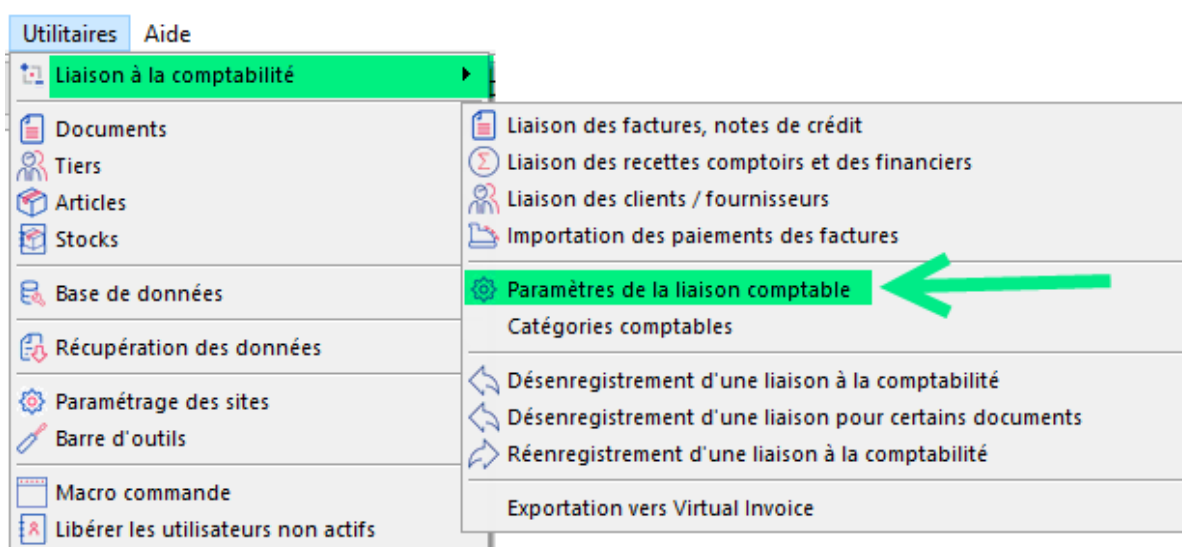 Utilitaires Aide
Liaison à la comptabilité
Documents
Tiers
Articles
Stocks
Base de données
Récupération des données
Paramétrage des sites
Barre d'outils
Macro commande
Libérer les utilisateurs non actifs
Liaison des factures, notes de crédit
Liaison des recettes comptoirs et des financiers
Liaison des clients / fournisseurs
Importation des paiements des factures
Paramètres de la liaison comptable
Catégories comptables
Désenregistrement d'une liaison à la comptabilité
Désenregistrement d'une liaison pour certains documents
Réenregistrement d'une liaison à la comptabilité
Exportation vers Virtual Invoice